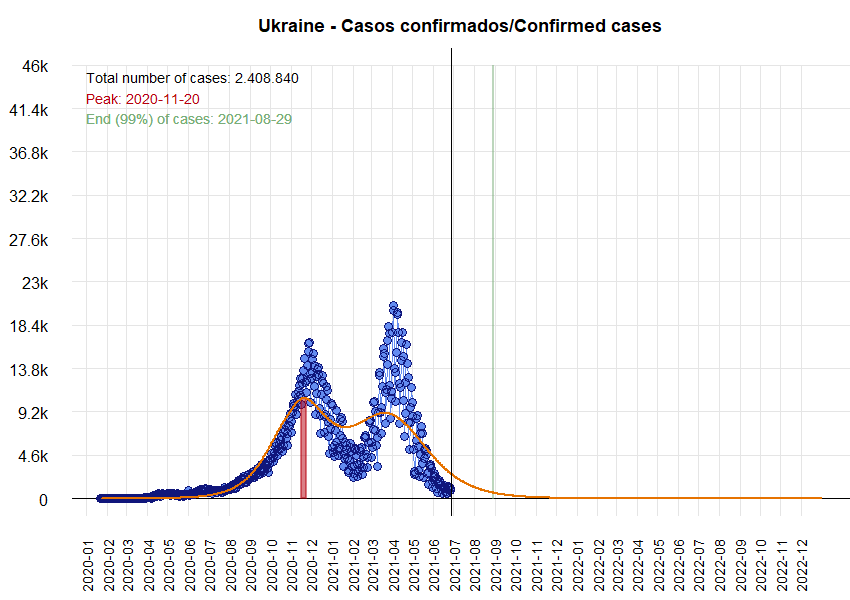 Ukraine - Casos confirmados/Confirmed cases
46k
41.4k
36.8k
32.2k
27.6k
23k
18.4k
13.8k
9.2k
4.6k
0
Total number of cases: 2.408.840
Peak: 2020-11-20
End (99%) of cases: 2021-08-29
2020-01
2020-02
2020-03
2020-04
2020-05
2020-06
2020-07
2020-08
2020-09
2020-10
2020-11
2020-12
2021-01
2021-02
2021-03
2021-04
2021-05
2021-06
2021-07
2021-08
2021-09
2021-10
2021-11
2021-12
2022-01
2022-02
2022-03
2022-04
2022-05
2022-06
2022-07
2022-08
2022-09
2022-10
2022-11
2022-12